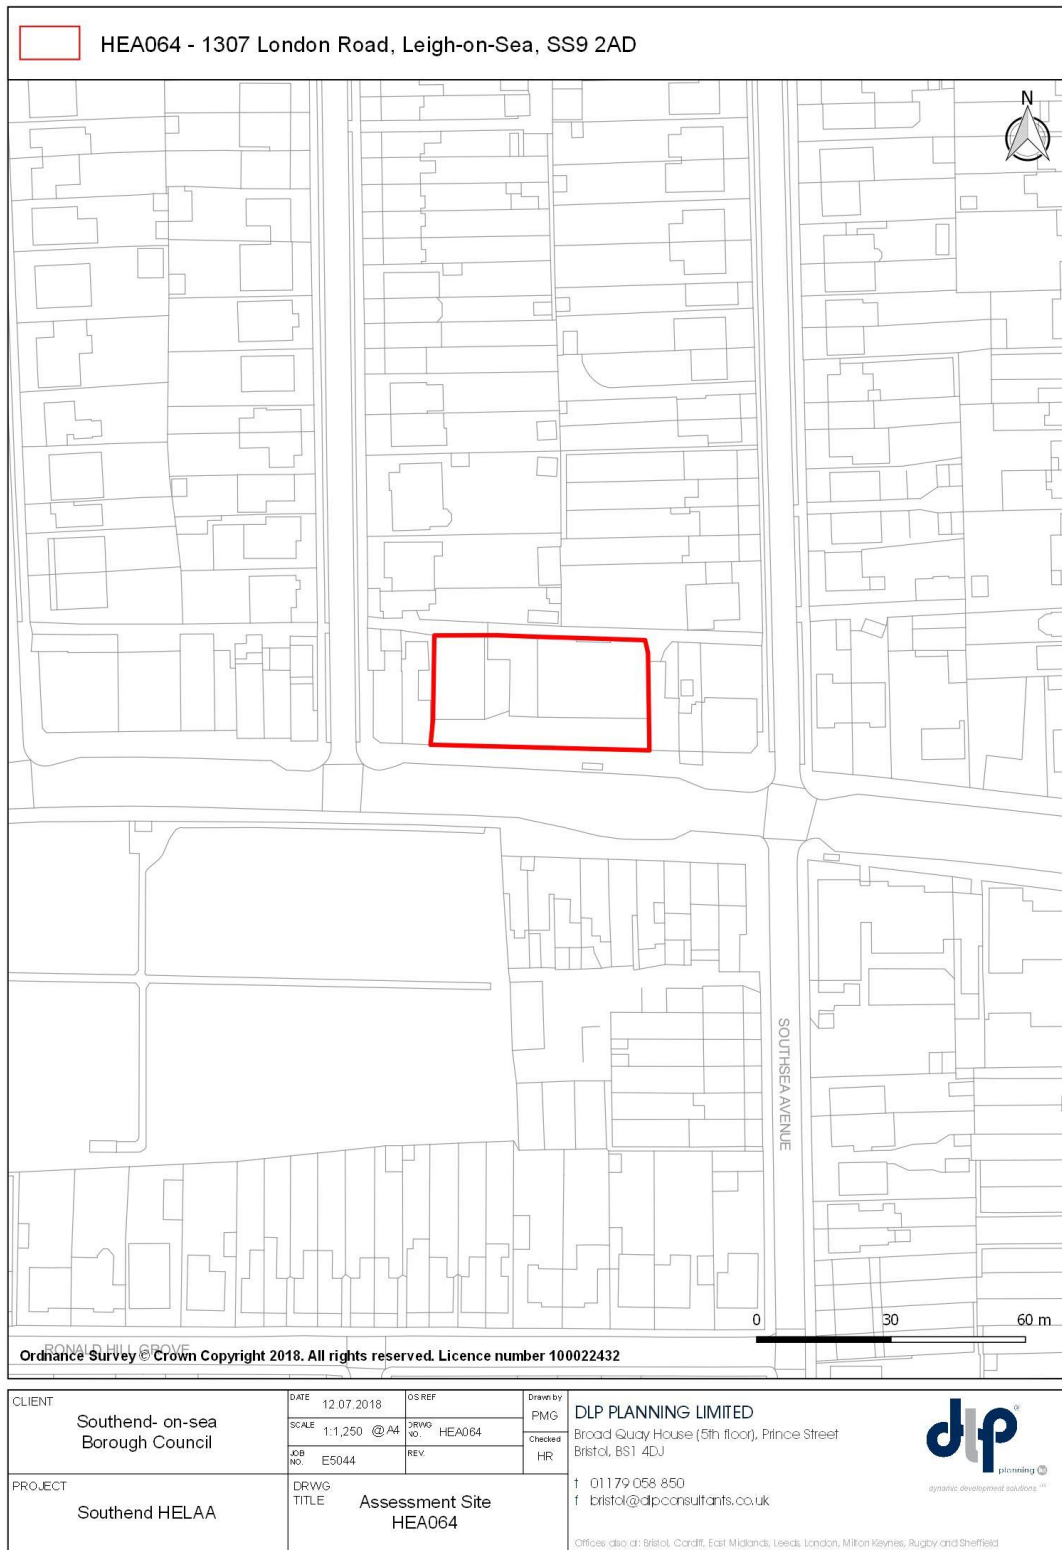 HEA064 - 1307 London Road, Leigh-on-Sea, SS9 2AD
N
SOUTHSEA AVENUE
0 30 60 m
RONALD HILL GROVE
Ordnance Survey © Crown Copyright 2018. All rights reserved. Licence number 100022432
CLIENT
Southend- on-sea
Borough Council
PROJECT
Southend HELAA
DATE 12.07.2018
OS REF
SCALE 1:1,250 @A4
DRWG NO. HEA064
JOB NO. E5044
REV.
Drawn by
PMG
Checked
HR
DRWG
TITLE
Assessment Site
HEA064
DLP PLANNING LIMITED
Broad Quay House (5th floor), Prince Street
Bristol, BS1 4DJ
t 01179 058 850
f bristol@dlpconsultants.co.uk
Offices also at: Bristol, Cardiff, East Midlands, Leeds, London, Milton Keynes, Rugby and Sheffield
dlp
planning ltd
dynamic development solutions ™